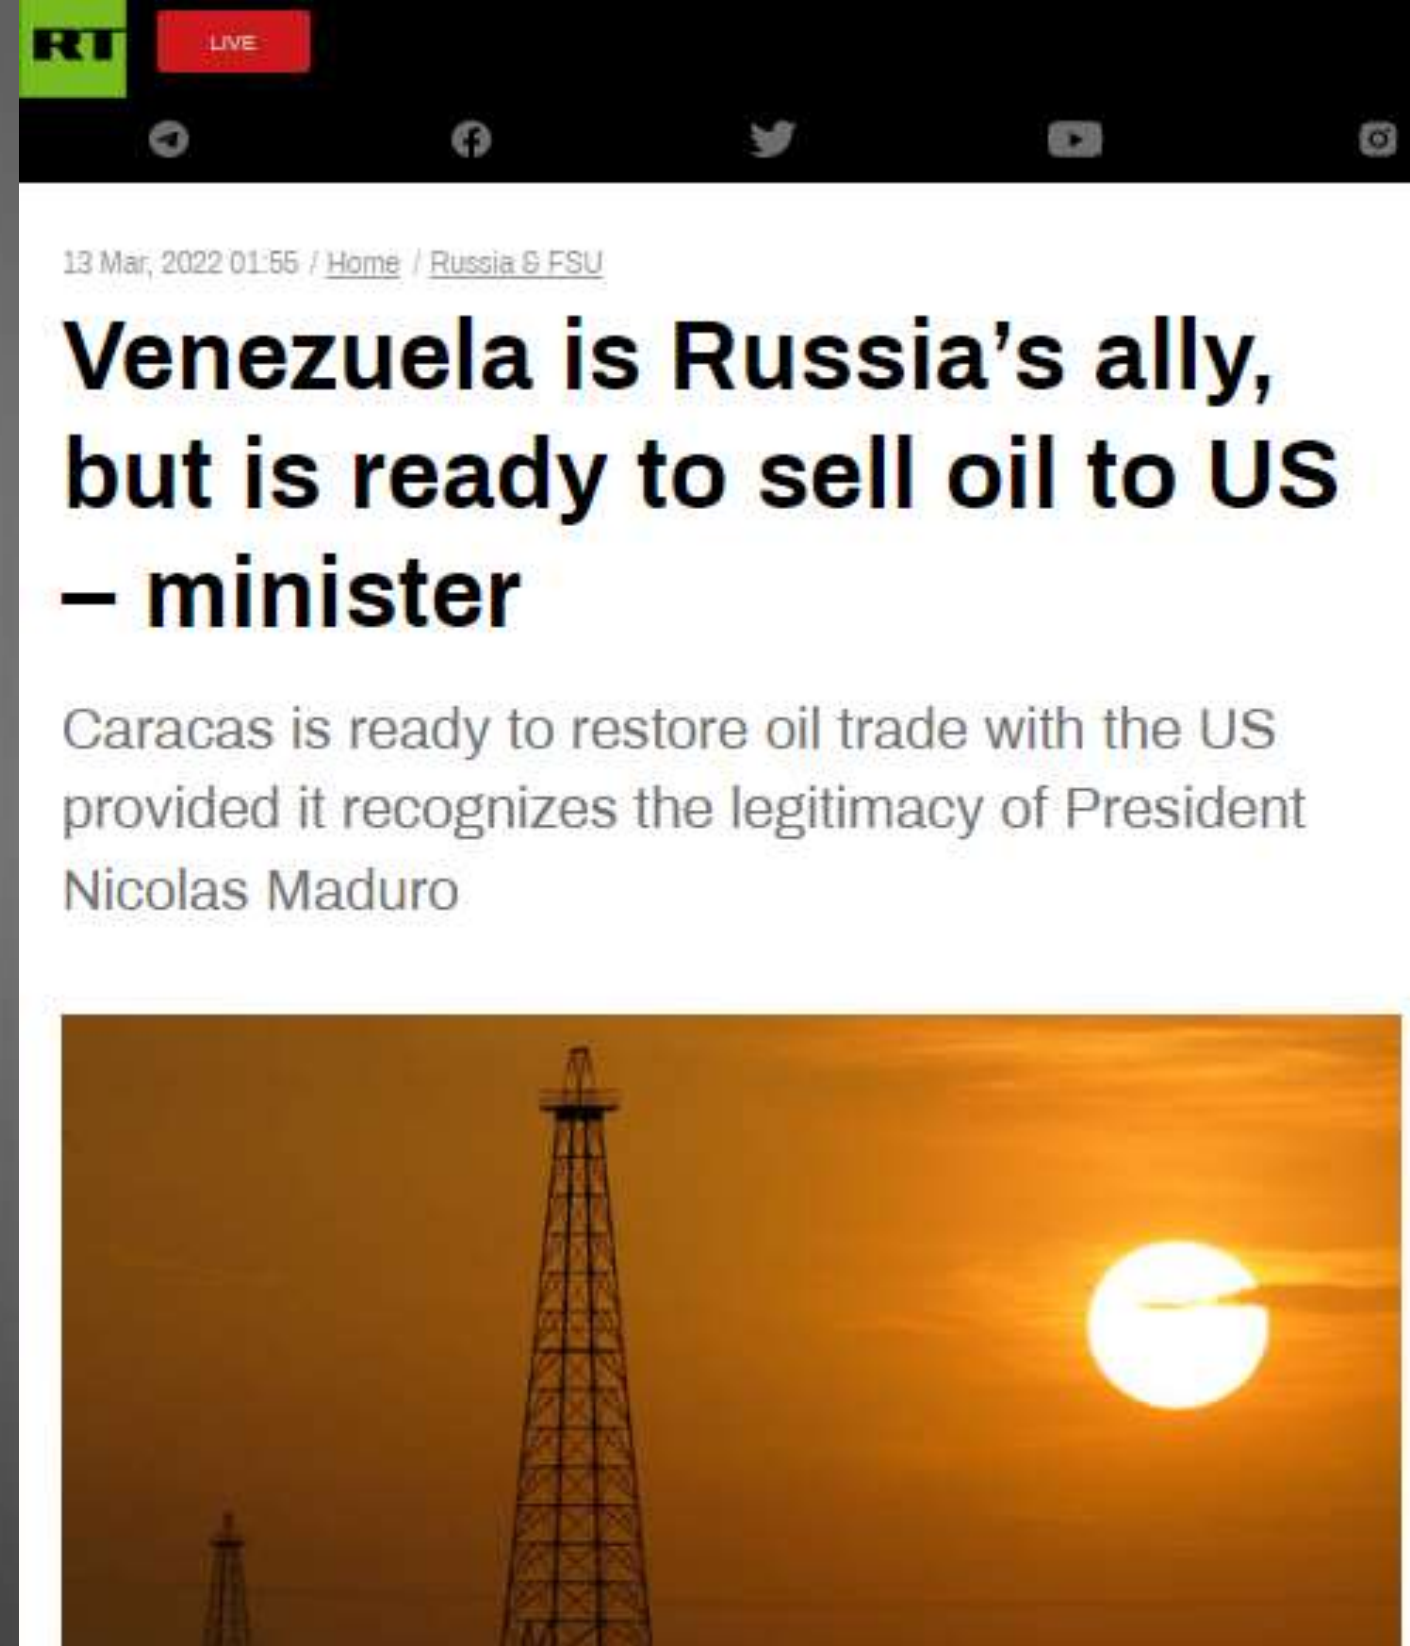 RT
LIVE
13 Mar, 2022 01:55 / Home / Russia & FSU
Venezuela is Russia’s ally,
but is ready to sell oil to US
– minister
Caracas is ready to restore oil trade with the US
provided it recognizes the legitimacy of President
Nicolas Maduro